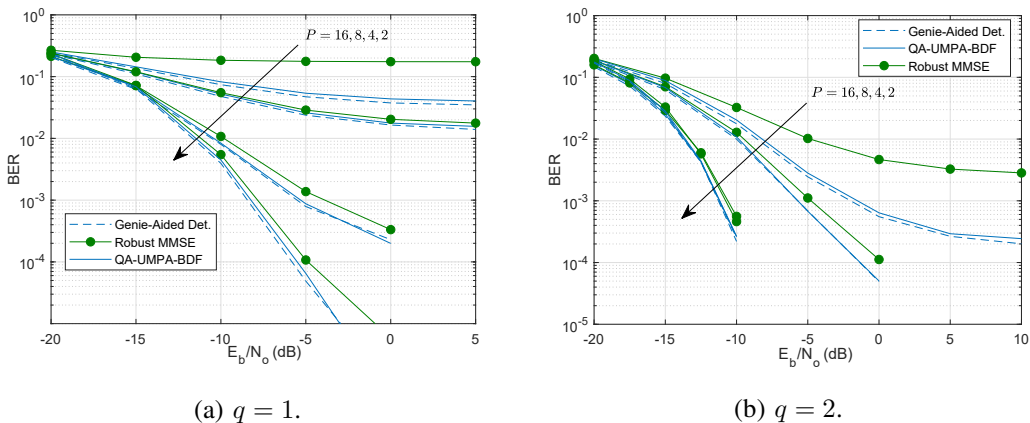 10^0
10^-1
10^-2
10^-3
10^-4
BER
P = 16, 8, 4, 2
Genie-Aided Det.
Robust MMSE
QA-UMPA-BDF
-20 -15 -10 -5 0 5
E_b/N_o (dB)
(a) q = 1.
10^0
10^-1
10^-2
10^-3
10^-4
10^-5
BER
Genie-Aided Det.
QA-UMPA-BDF
Robust MMSE
P = 16, 8, 4, 2
-20 -15 -10 -5 0 5 10
E_b/N_o (dB)
(b) q = 2.